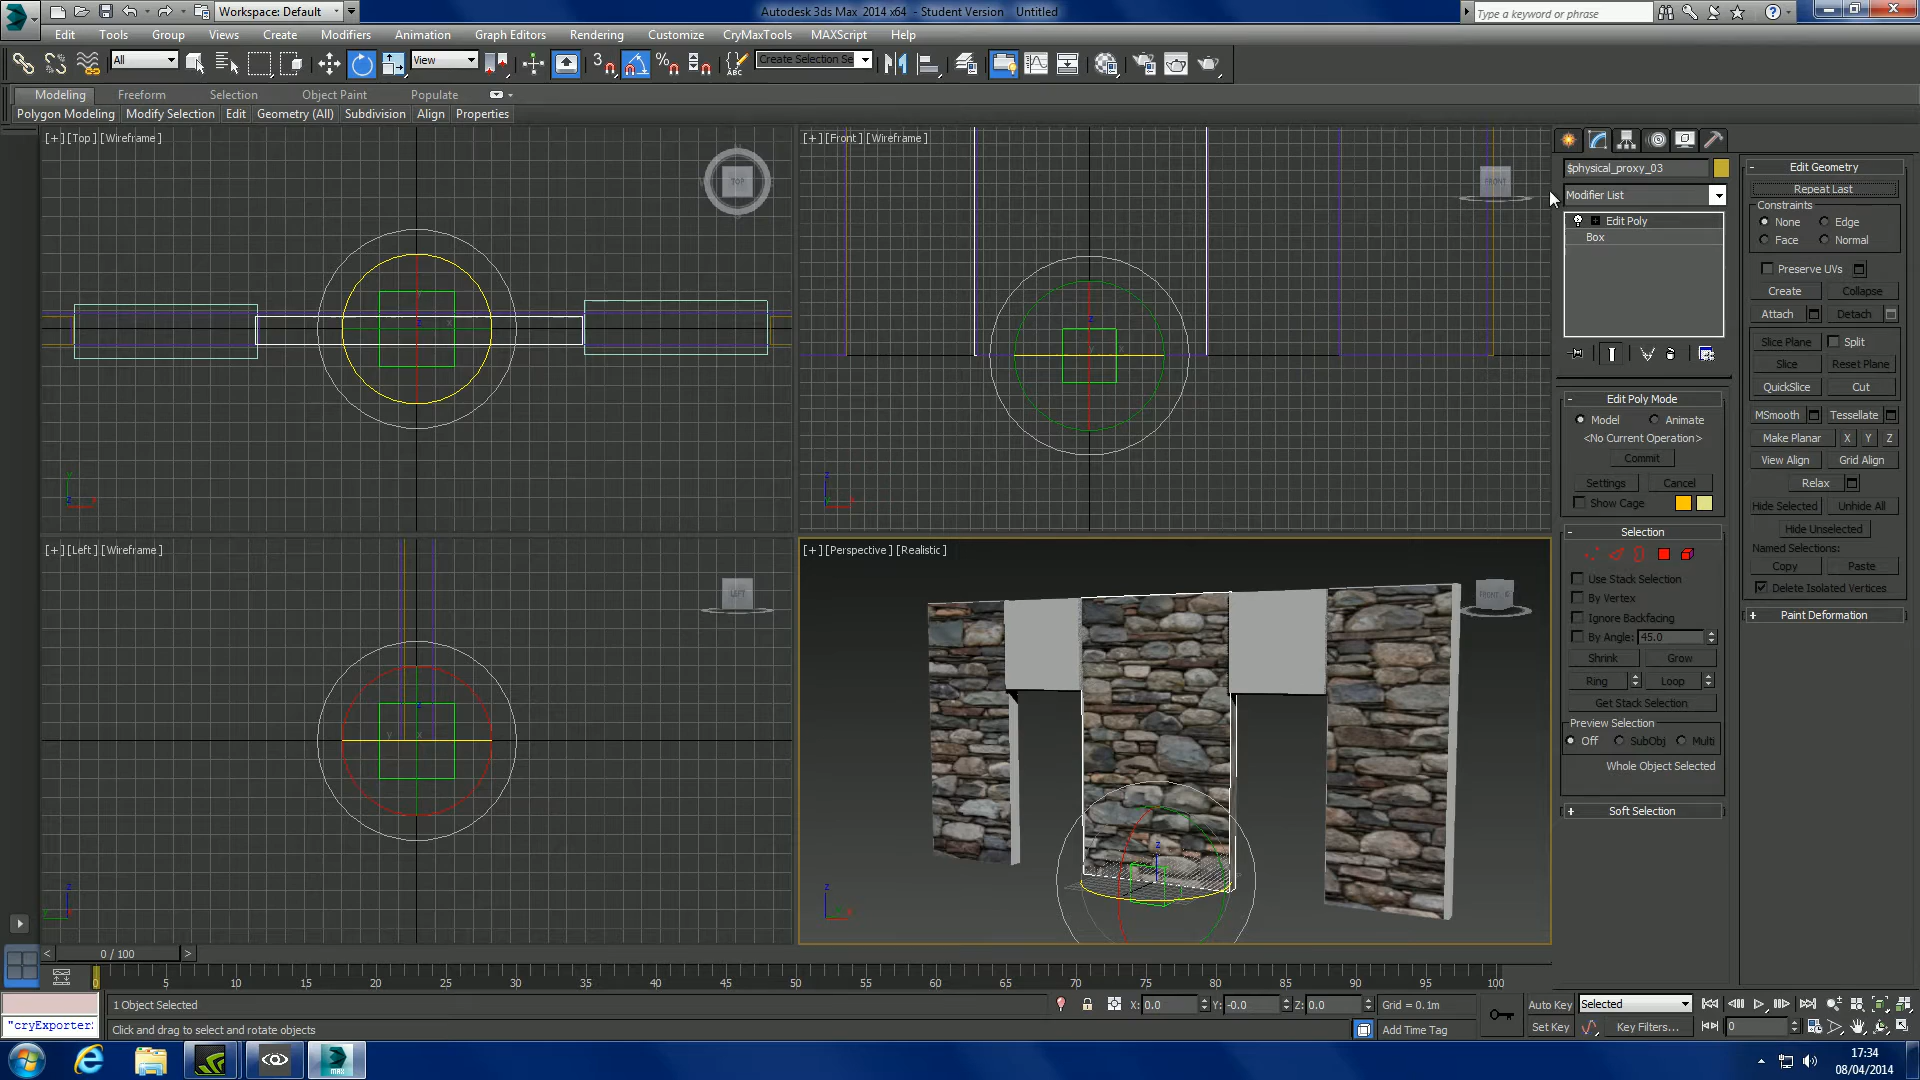 Workspace: Default
Autodesk 3ds Max 2014 x64 - Student Version Untitled
Type a keyword or phrase
Edit Tools Group Views Create Modifiers Animation Graph Editors Rendering Customize CryMaxTools MAXScript Help
All View Create Selection Se
Modeling Freeform Selection Object Paint Populate
Polygon Modeling Modify Selection Edit Geometry (All) Subdivision Align Properties
[+] [Top] [Wireframe]
TOP
[+] [Front] [Wireframe]
FRONT
[+] [Left] [Wireframe]
LEFT
[+] [Perspective] [Realistic]
FRONT
$physical_proxy_03
Modifier List
Edit Poly
Box
Edit Poly Mode
Model Animate
<No Current Operation>
Commit
Settings Cancel
Show Cage
Selection
Use Stack Selection
By Vertex
Ignore Backfacing
By Angle: 45.0
Shrink Grow
Ring Loop
Get Stack Selection
Preview Selection
Off SubObj Multi
Whole Object Selected
Soft Selection
Edit Geometry
Repeat Last
Constraints
None Edge
Face Normal
Preserve UVs
Create Collapse
Attach Detach
Slice Plane Split
Slice Reset Plane
QuickSlice Cut
MSmooth Tessellate
Make Planar X Y Z
View Align Grid Align
Relax
Hide Selected Unhide All
Hide Unselected
Named Selections:
Copy Paste
Delete Isolated Vertices
Paint Deformation
0 / 100
0 5 10 15 20 25 30 35 40 45 50 55 60 65 70 75 80 85 90 95 100
1 Object Selected
X: 0.0 Y: -0.0 Z: 0.0 Grid = 0.1m
Auto Key Selected
"cryExporter:
Click and drag to select and rotate objects
Add Time Tag
Set Key Key Filters... 0
MAX
17:34
08/04/2014